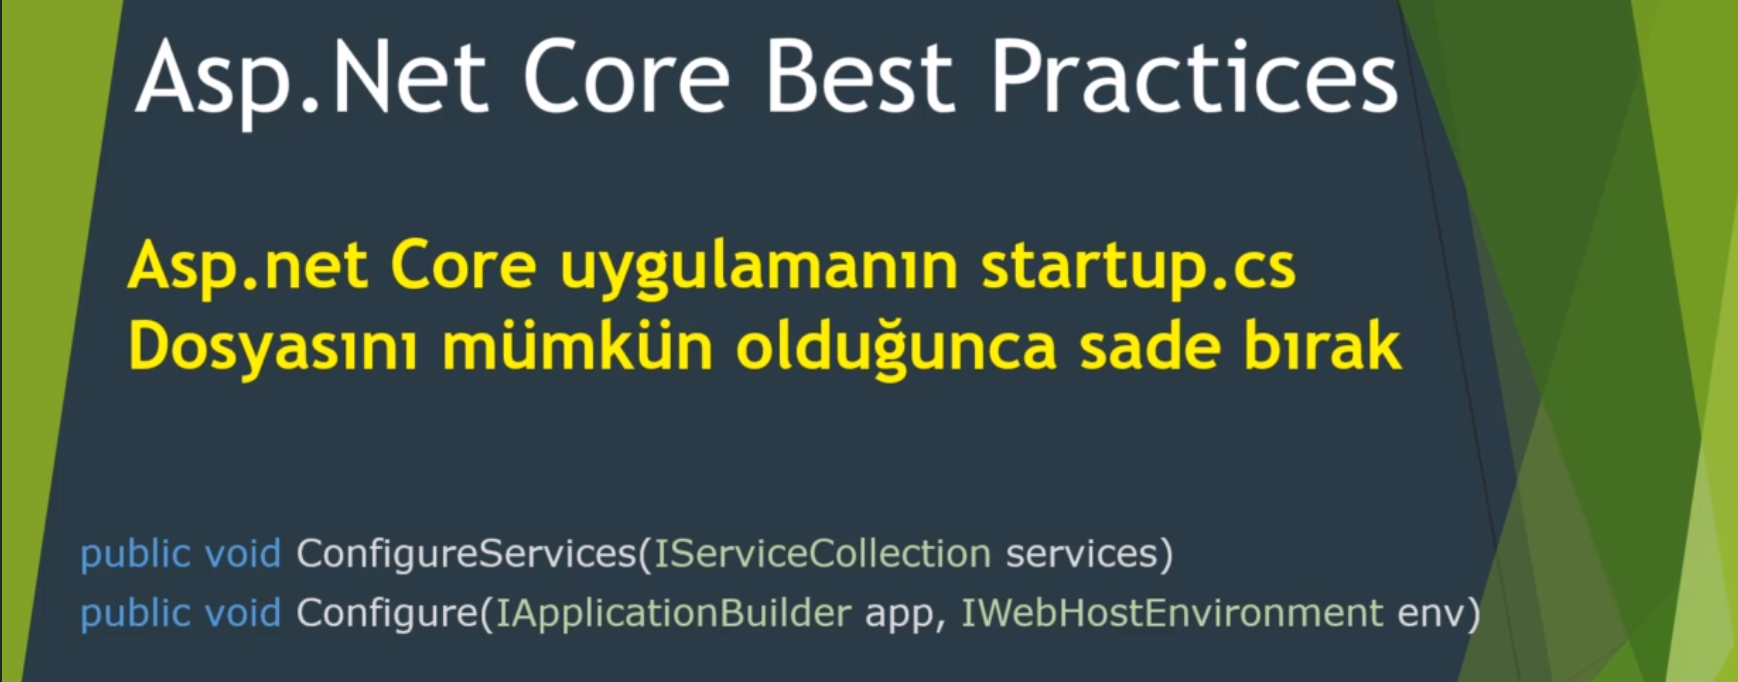 Asp.Net Core Best Practices
Asp.net Core uygulamanın startup.cs
Dosyasını mümkün olduğunca sade bırak
public void ConfigureServices(IServiceCollection services)
public void Configure(IApplicationBuilder app, IWebHostEnvironment env)